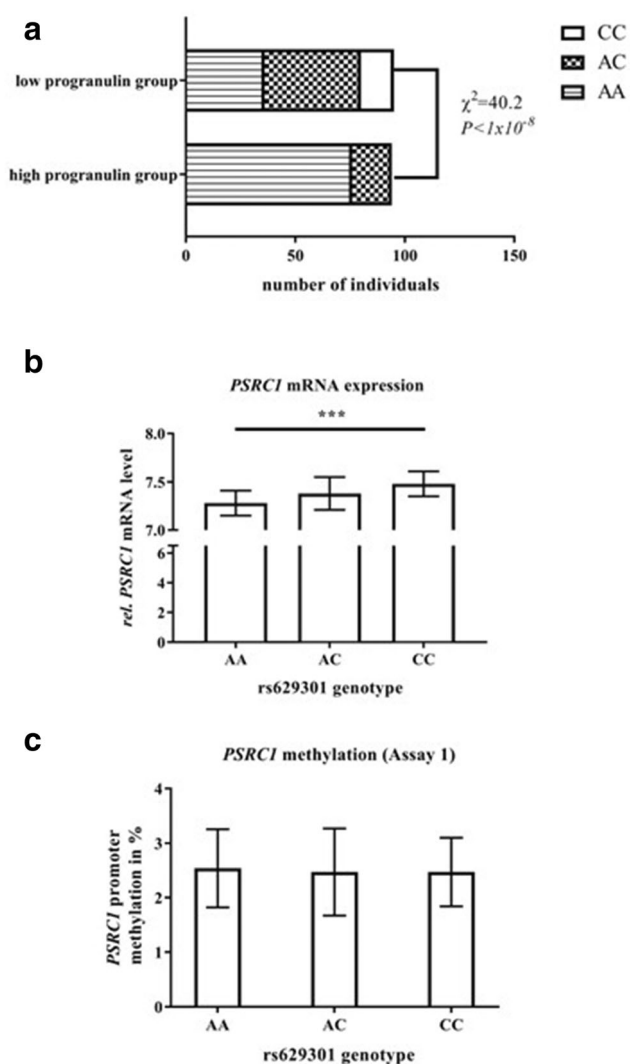 a
CC
AC
AA
low progranulin group
high progranulin group
χ²=40.2
P<1x10⁻⁸
0 50 100 150
number of individuals
b
PSRC1 mRNA expression
***
rel. PSRC1 mRNA level
8.0
7.5
7.0
6
4
2
0
AA AC CC
rs629301 genotype
c
PSRC1 methylation (Assay 1)
PSRC1 promoter
methylation in %
4
3
2
1
0
AA AC CC
rs629301 genotype